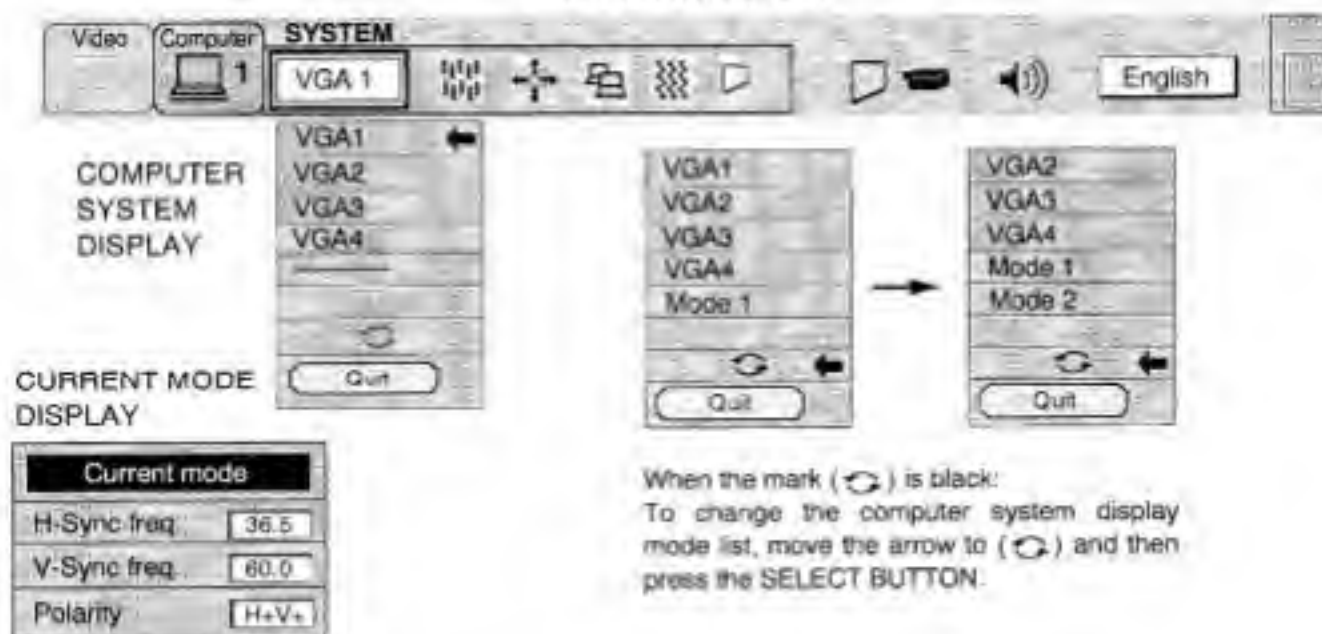 Video
Computer
1
SYSTEM
VGA 1
English
VGA1
VGA2
VGA3
VGA4
Quit
COMPUTER
SYSTEM
DISPLAY
VGA1
VGA2
VGA3
VGA4
Mode 1
Quit
VGA2
VGA3
VGA4
Mode 1
Mode 2
Quit
CURRENT MODE
DISPLAY
Current mode
H-Sync freq. 36.5
V-Sync freq. 60.0
Polarity H+V+
When the mark ( ) is black:
To change the computer system display
mode list, move the arrow to ( ) and then
press the SELECT BUTTON.